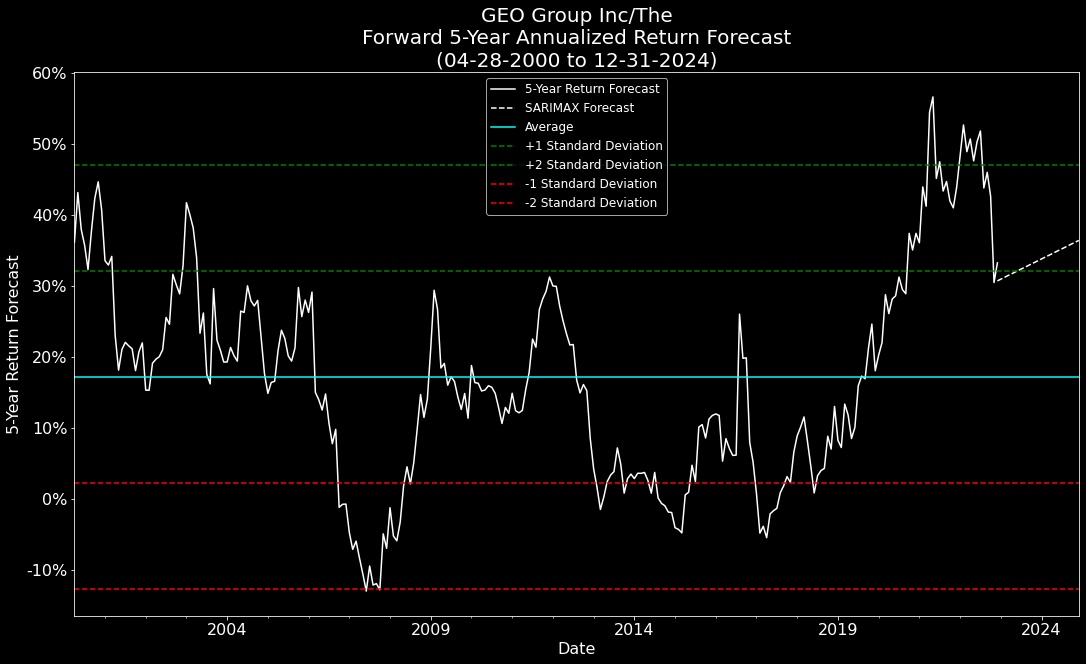 GEO Group Inc/The
Forward 5-Year Annualized Return Forecast
(04-28-2000 to 12-31-2024)
60%
50%
40%
30%
20%
10%
0%
-10%
5-Year Return Forecast
5-Year Return Forecast
SARIMAX Forecast
Average
+1 Standard Deviation
+2 Standard Deviation
-1 Standard Deviation
-2 Standard Deviation
2004
2009
2014
2019
2024
Date